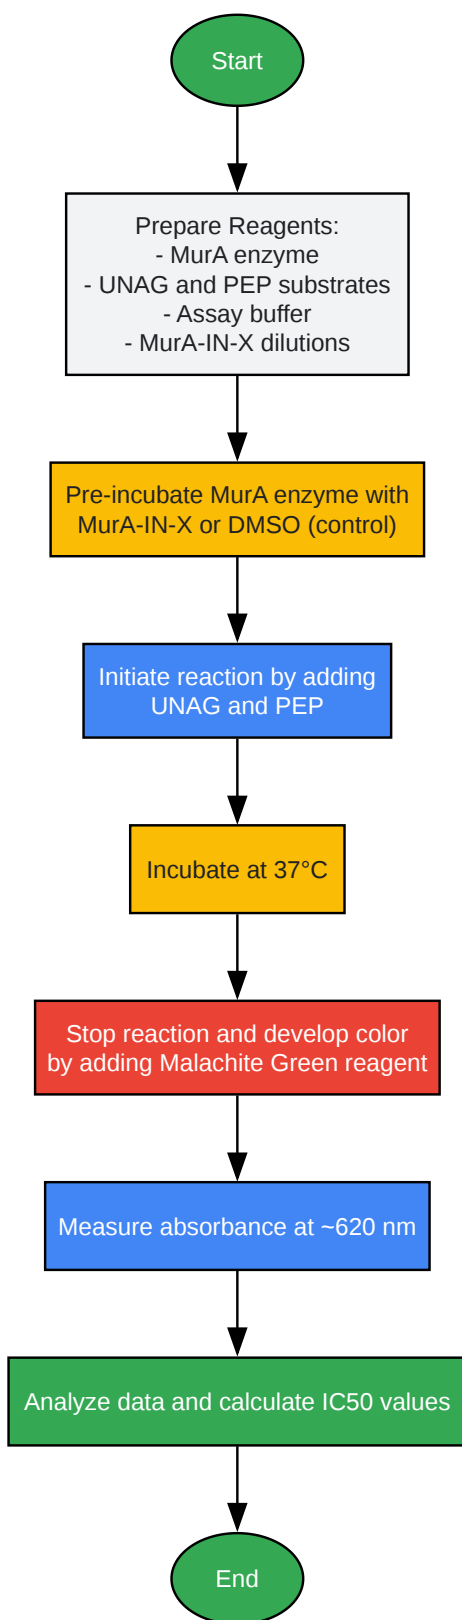 Start
Prepare Reagents:
- MurA enzyme
- UNAG and PEP substrates
- Assay buffer
- MurA-IN-X dilutions
Pre-incubate MurA enzyme with
MurA-IN-X or DMSO (control)
Initiate reaction by adding
UNAG and PEP
Incubate at 37°C
Stop reaction and develop color
by adding Malachite Green reagent
Measure absorbance at ~620 nm
Analyze data and calculate IC50 values
End